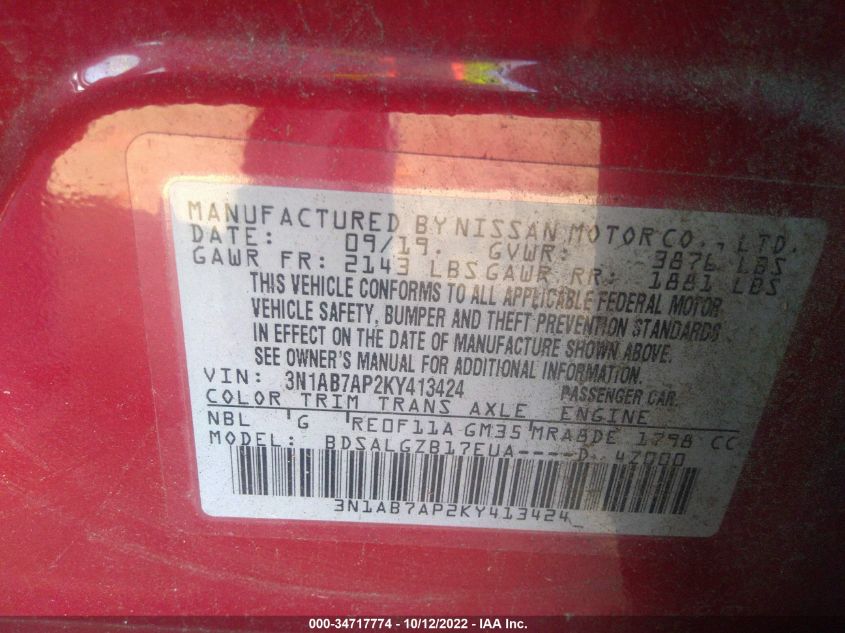 MANUFACTURED BY NISSAN MOTOR CO., LTD.
DATE: 09/19. GVWR: 3876 LBS
GAWR FR: 2143 LBS GAWR RR: 1881 LBS
THIS VEHICLE CONFORMS TO ALL APPLICABLE FEDERAL MOTOR
VEHICLE SAFETY, BUMPER AND THEFT PREVENTION STANDARDS
IN EFFECT ON THE DATE OF MANUFACTURE SHOWN ABOVE.
SEE OWNER'S MANUAL FOR ADDITIONAL INFORMATION.
VIN: 3N1AB7AP2KY413424 PASSENGER CAR.
COLOR TRIM TRANS AXLE ENGINE
NBL G RE0F11A GM35 MRA8DE 1798 CC
MODEL: BDSALGZB17EUA----D 47000
3N1AB7AP2KY413424
000-34717774 - 10/12/2022 - IAA Inc.